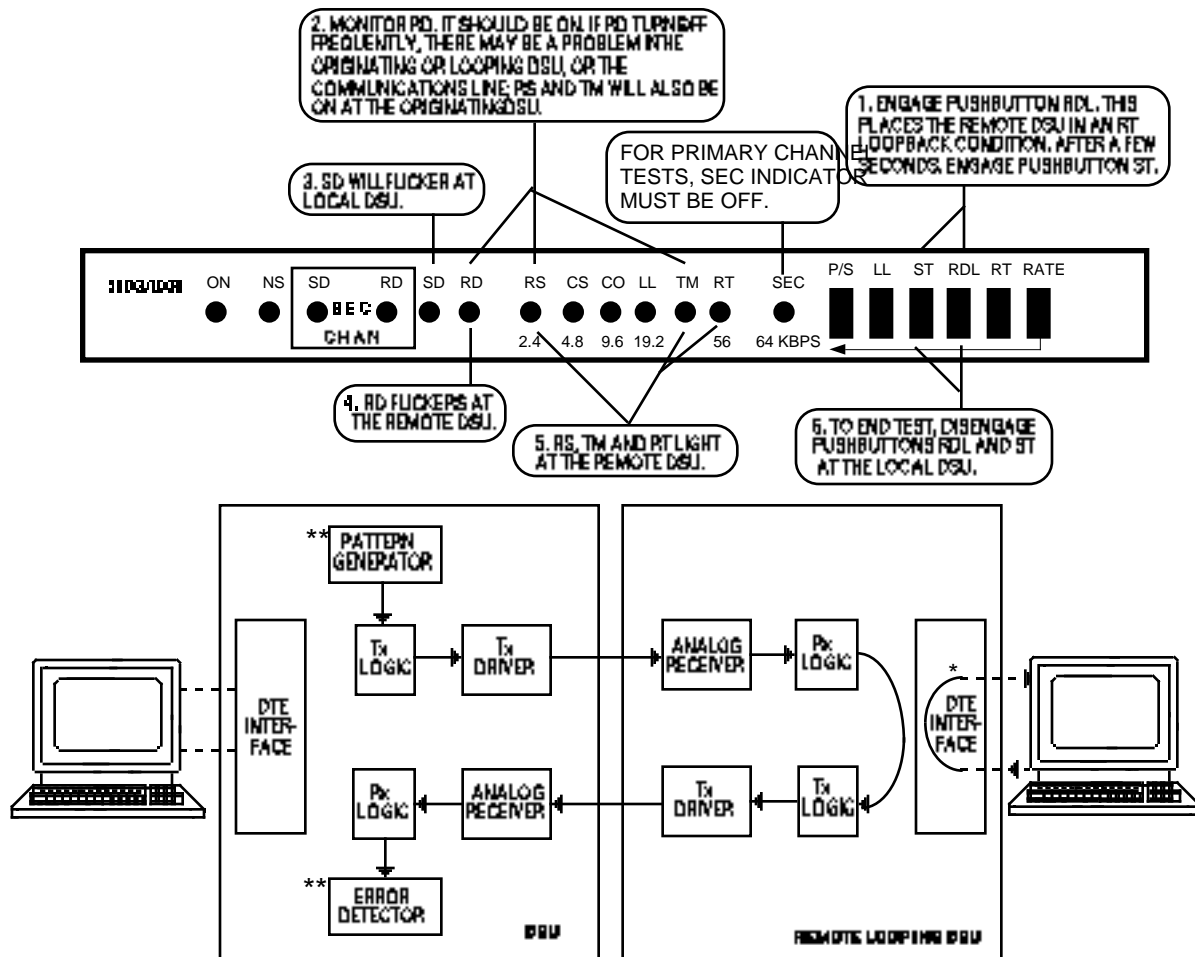 2. MONITOR RD. IT SHOULD BE ON. IF RD TURNS OFF
FREQUENTLY, THERE MAY BE A PROBLEM IN THE
ORIGINATING OR LOOPING DSU, OR THE
COMMUNICATIONS LINE; RS AND TM WILL ALSO BE
ON AT THE ORIGINATING DSU.
1. ENGAGE PUSHBUTTON RDL. THIS
PLACES THE REMOTE DSU IN AN RT
LOOPBACK CONDITION. AFTER A FEW
SECONDS, ENGAGE PUSHBUTTON ST.
FOR PRIMARY CHANNEL
TESTS, SEC INDICATOR
MUST BE OFF.
3. SD WILL FLICKER AT
LOCAL DSU.
ON NS SD RD SD RD RS CS CO LL TM RT SEC P/S LL ST RDL RT RATE
SEC
CHAN
2.4 4.8 9.6 19.2 56 64 KBPS
4. RD FLICKERS AT
THE REMOTE DSU.
5. RS, TM AND RT LIGHT
AT THE REMOTE DSU.
6. TO END TEST, DISENGAGE
PUSHBUTTONS RDL AND ST
AT THE LOCAL DSU.
** PATTERN
GENERATOR
Tx
LOGIC
Tx
DRIVER
ANALOG
RECEIVER
Rx
LOGIC
*
DTE
INTER-
FACE
DTE
INTER-
FACE
Rx
LOGIC
ANALOG
RECEIVER
Tx
DRIVER
Tx
LOGIC
** ERROR
DETECTOR
DSU
REMOTE LOOPING DSU